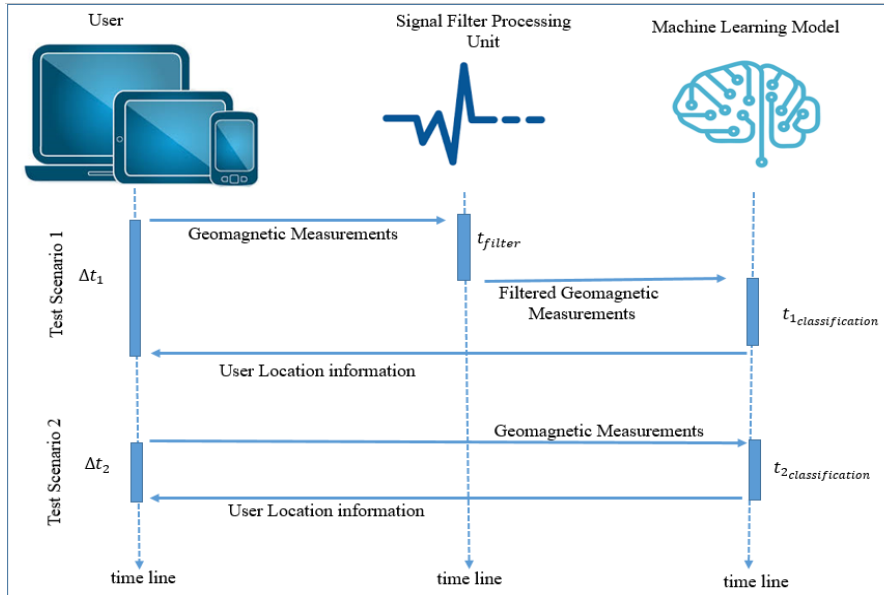 User
Signal Filter Processing
Unit
Machine Learning Model
Test Scenario 1
Δt₁
Geomagnetic Measurements
t_filter
Filtered Geomagnetic
Measurements
t₁classification
User Location information
Test Scenario 2
Δt₂
Geomagnetic Measurements
t₂classification
User Location information
time line
time line
time line